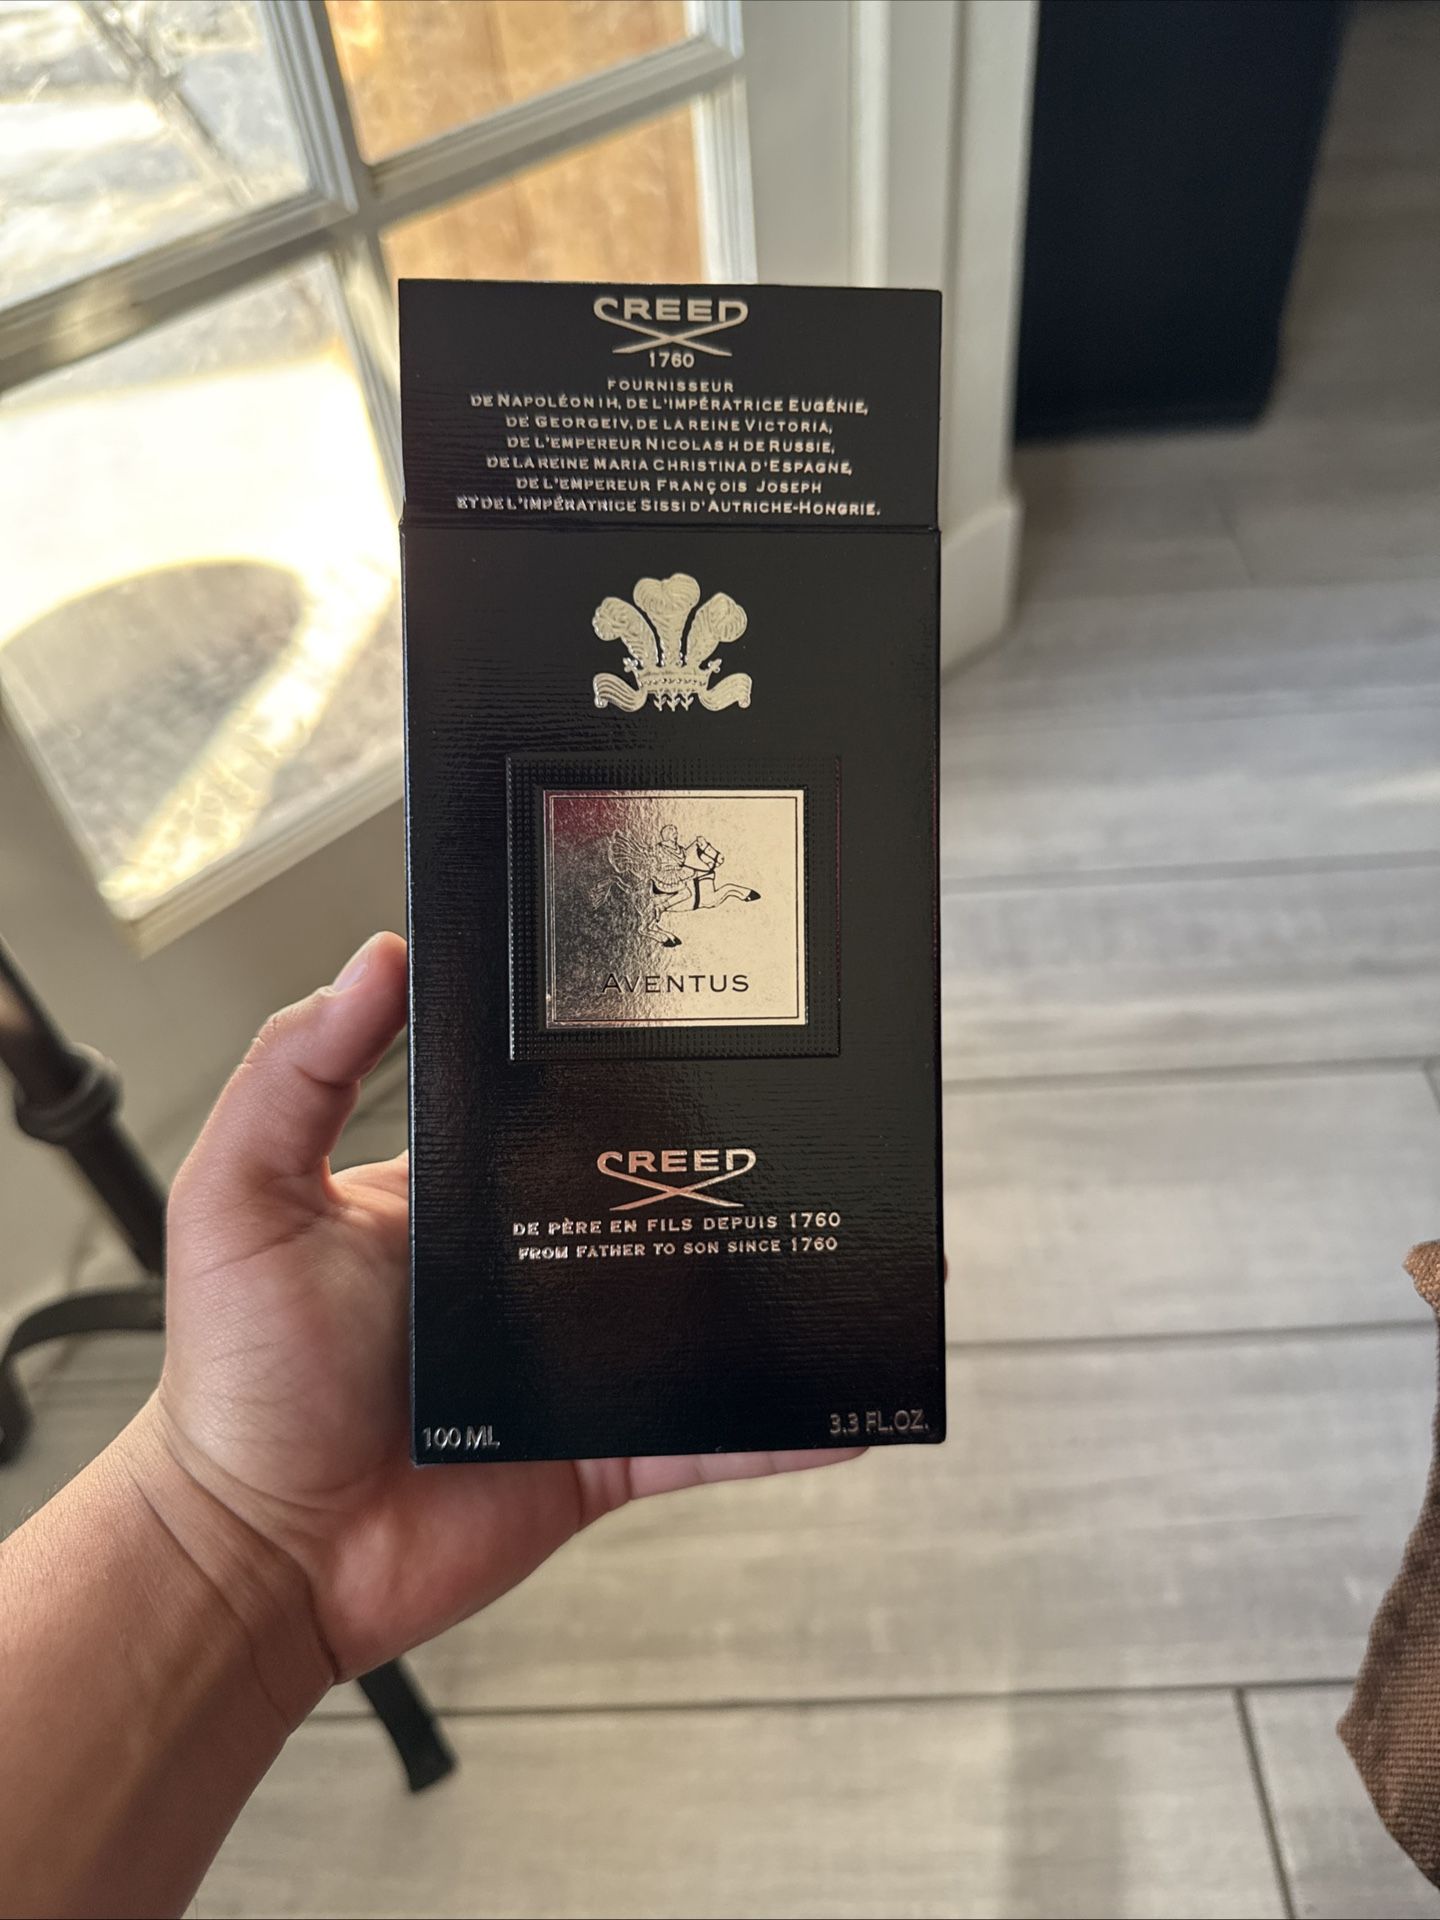 CREED
1760
FOURNISSEUR
DE NAPOLÉON IH, DE L'IMPÉRATRICE EUGÉNIE,
DE GEORGE IV, DE LA REINE VICTORIA,
DE L'EMPEREUR NICOLAS H DE RUSSIE,
DE LA REINE MARIA CHRISTINA D'ESPAGNE,
DE L'EMPEREUR FRANÇOIS JOSEPH
ET DE L'IMPÉRATRICE SISSI D'AUTRICHE-HONGRIE.
AVENTUS
CREED
DE PÈRE EN FILS DEPUIS 1760
FROM FATHER TO SON SINCE 1760
100 ML
3.3 FL.OZ.